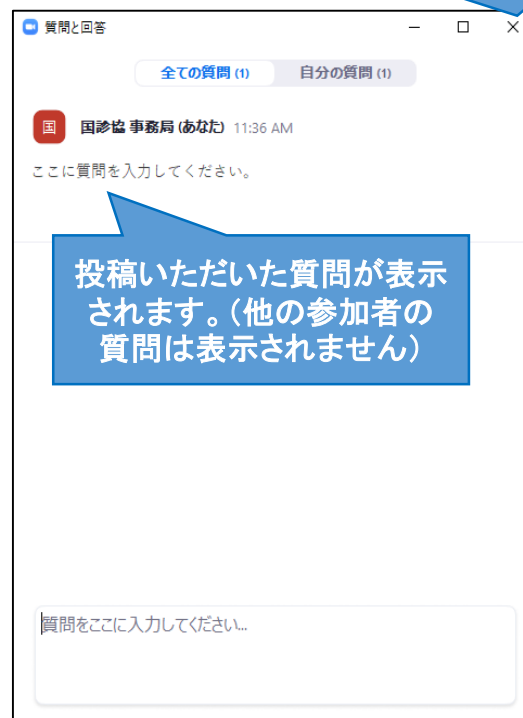 質問と回答
全ての質問 (1) 自分の質問 (1)
国 国診協 事務局 (あなた) 11:36 AM
ここに質問を入力してください。
投稿いただいた質問が表示
されます。(他の参加者の
質問は表示されません)
質問をここに入力してください...